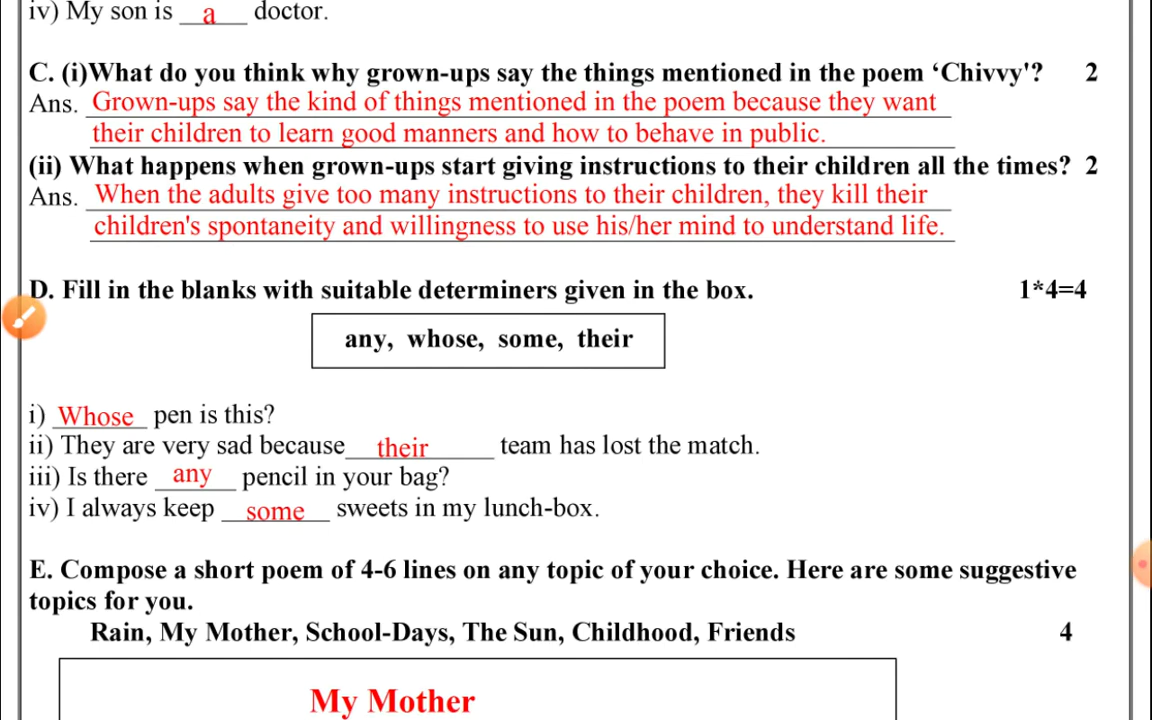 iv) My son is a doctor.
C. (i)What do you think why grown-ups say the things mentioned in the poem ‘Chivvy'? 2
Ans. Grown-ups say the kind of things mentioned in the poem because they want
their children to learn good manners and how to behave in public.
(ii) What happens when grown-ups start giving instructions to their children all the times? 2
Ans. When the adults give too many instructions to their children, they kill their
children's spontaneity and willingness to use his/her mind to understand life.
D. Fill in the blanks with suitable determiners given in the box. 1*4=4
any, whose, some, their
i) Whose pen is this?
ii) They are very sad because their team has lost the match.
iii) Is there any pencil in your bag?
iv) I always keep some sweets in my lunch-box.
E. Compose a short poem of 4-6 lines on any topic of your choice. Here are some suggestive
topics for you.
Rain, My Mother, School-Days, The Sun, Childhood, Friends 4
My Mother